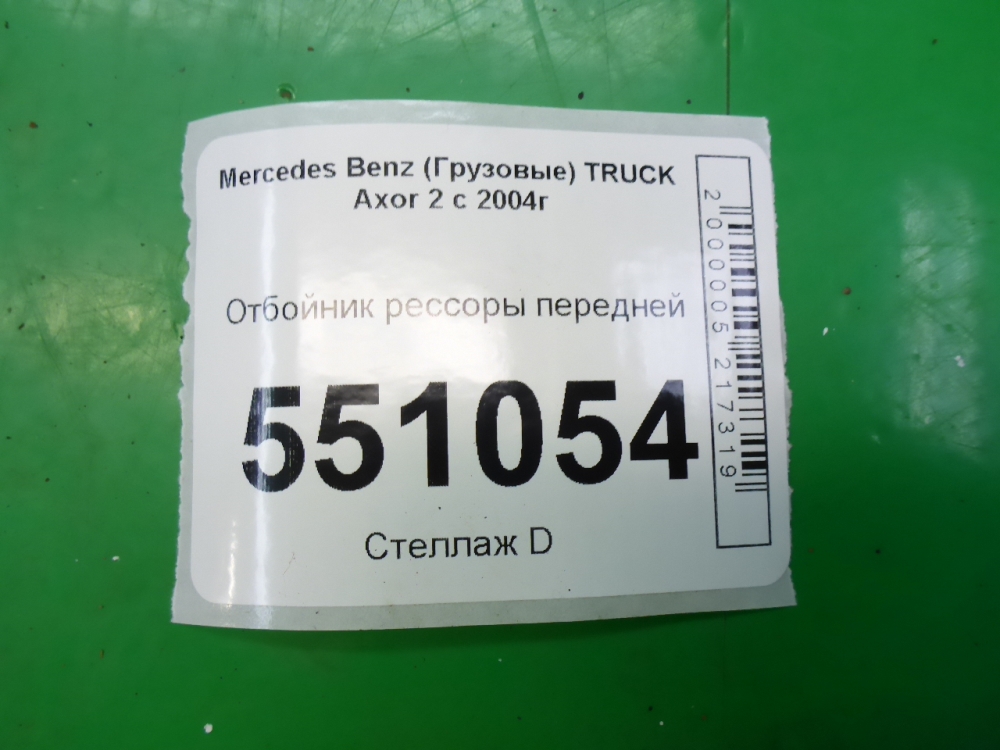 Mercedes Benz (Грузовые) TRUCK
Axor 2 с 2004г
Отбойник рессоры передней
551054
Стеллаж D
2000005217319